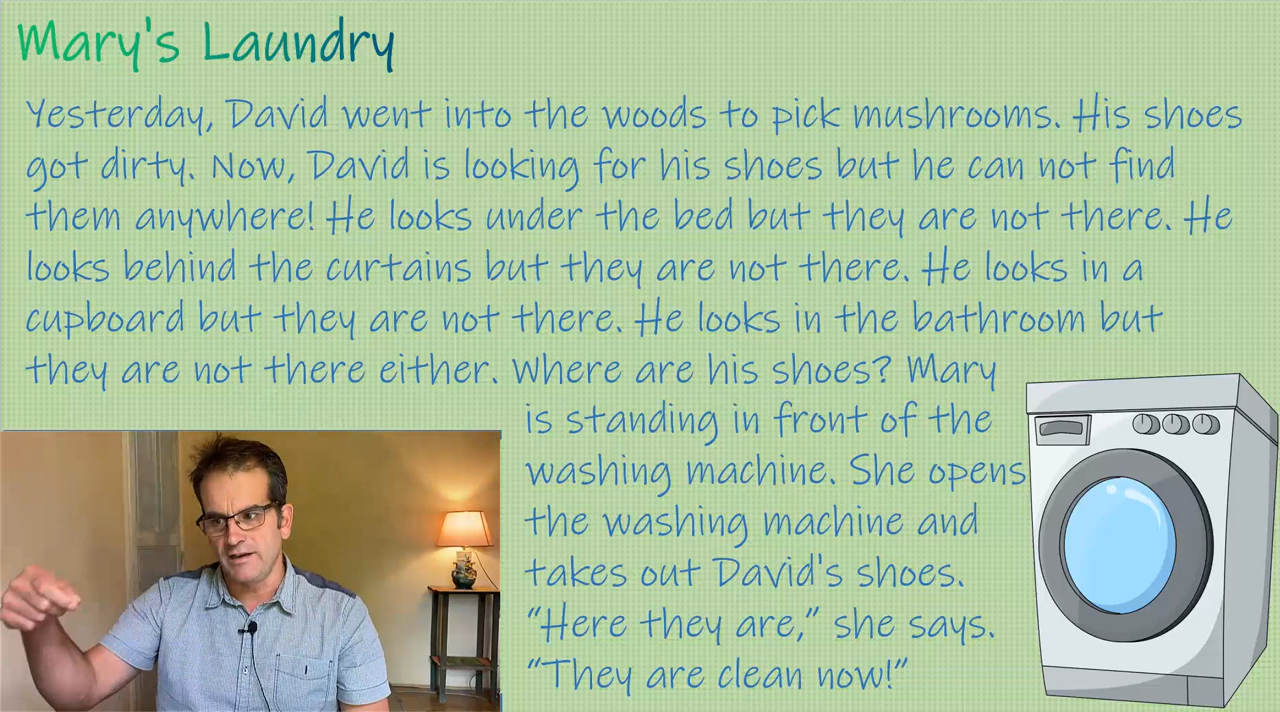 Mary's Laundry
Yesterday, David went into the woods to pick mushrooms. His shoes
got dirty. Now, David is looking for his shoes but he can not find
them anywhere! He looks under the bed but they are not there. He
looks behind the curtains but they are not there. He looks in a
cupboard but they are not there. He looks in the bathroom but
they are not there either. Where are his shoes? Mary
is standing in front of the
washing machine. She opens
the washing machine and
takes out David's shoes.
“Here they are,” she says.
“They are clean now!”